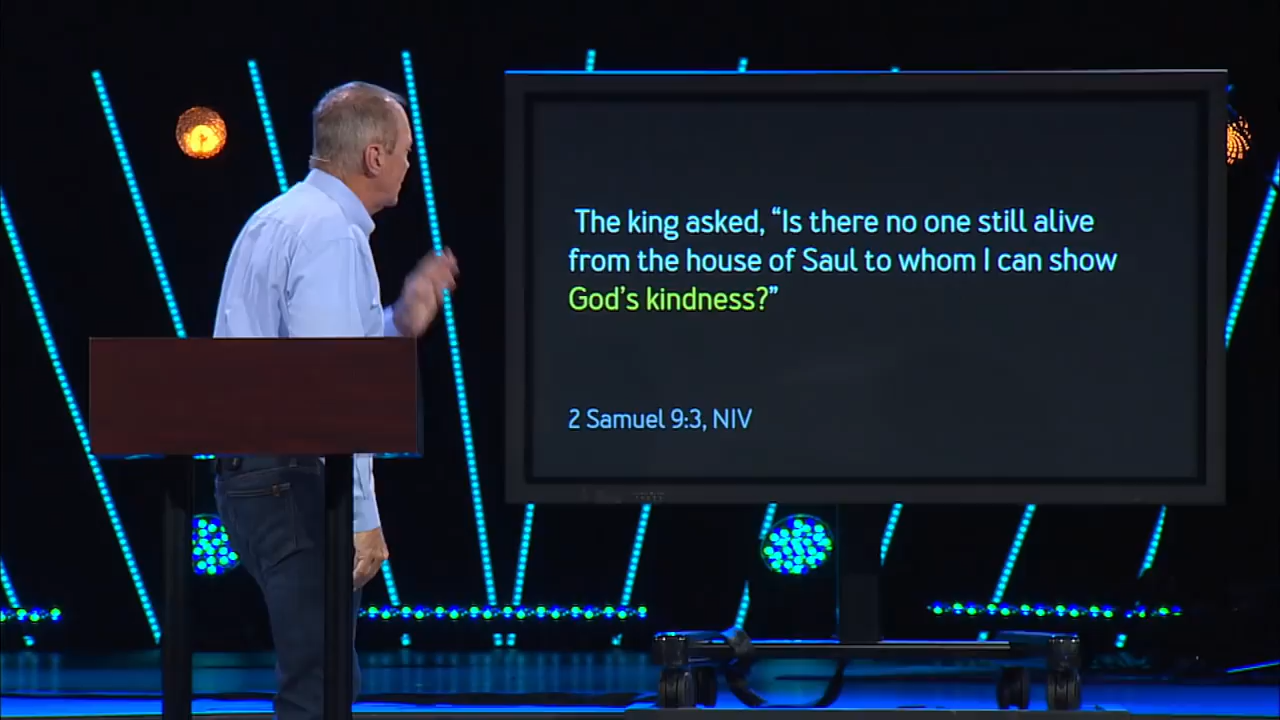 The king asked, “Is there no one still alive
from the house of Saul to whom I can show
God’s kindness?”
2 Samuel 9:3, NIV